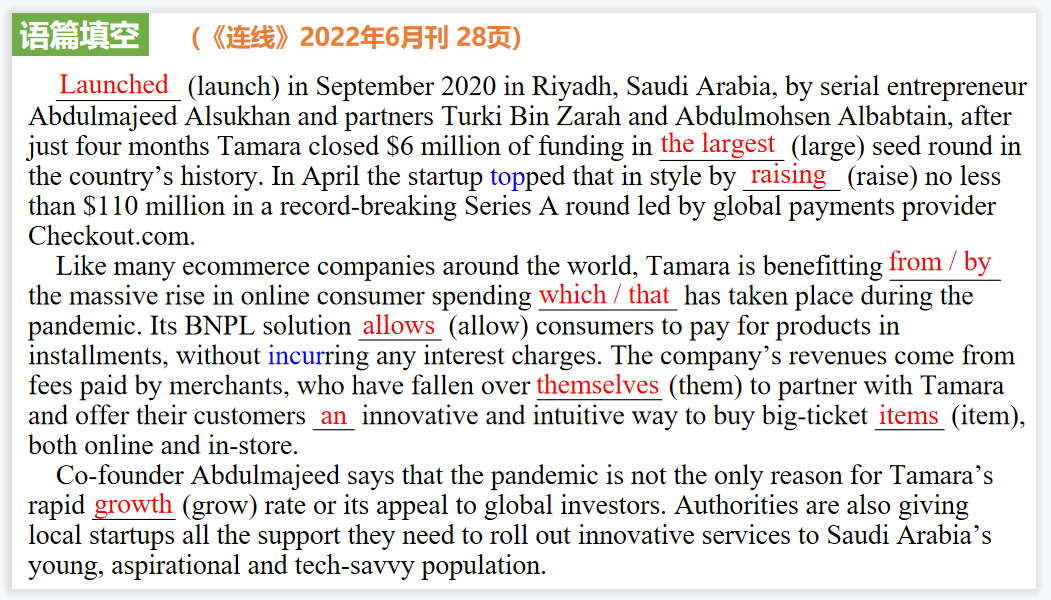 语篇填空 (《连线》2022年6月刊 28页)
Launched (launch) in September 2020 in Riyadh, Saudi Arabia, by serial entrepreneur
Abdulmajeed Alsukhan and partners Turki Bin Zarah and Abdulmohsen Albabtain, after
just four months Tamara closed $6 million of funding in the largest (large) seed round in
the country’s history. In April the startup topped that in style by raising (raise) no less
than $110 million in a record-breaking Series A round led by global payments provider
Checkout.com.
Like many ecommerce companies around the world, Tamara is benefitting from / by
the massive rise in online consumer spending which / that has taken place during the
pandemic. Its BNPL solution allows (allow) consumers to pay for products in
installments, without incurring any interest charges. The company’s revenues come from
fees paid by merchants, who have fallen over themselves (them) to partner with Tamara
and offer their customers an innovative and intuitive way to buy big-ticket items (item),
both online and in-store.
Co-founder Abdulmajeed says that the pandemic is not the only reason for Tamara’s
rapid growth (grow) rate or its appeal to global investors. Authorities are also giving
local startups all the support they need to roll out innovative services to Saudi Arabia’s
young, aspirational and tech-savvy population.